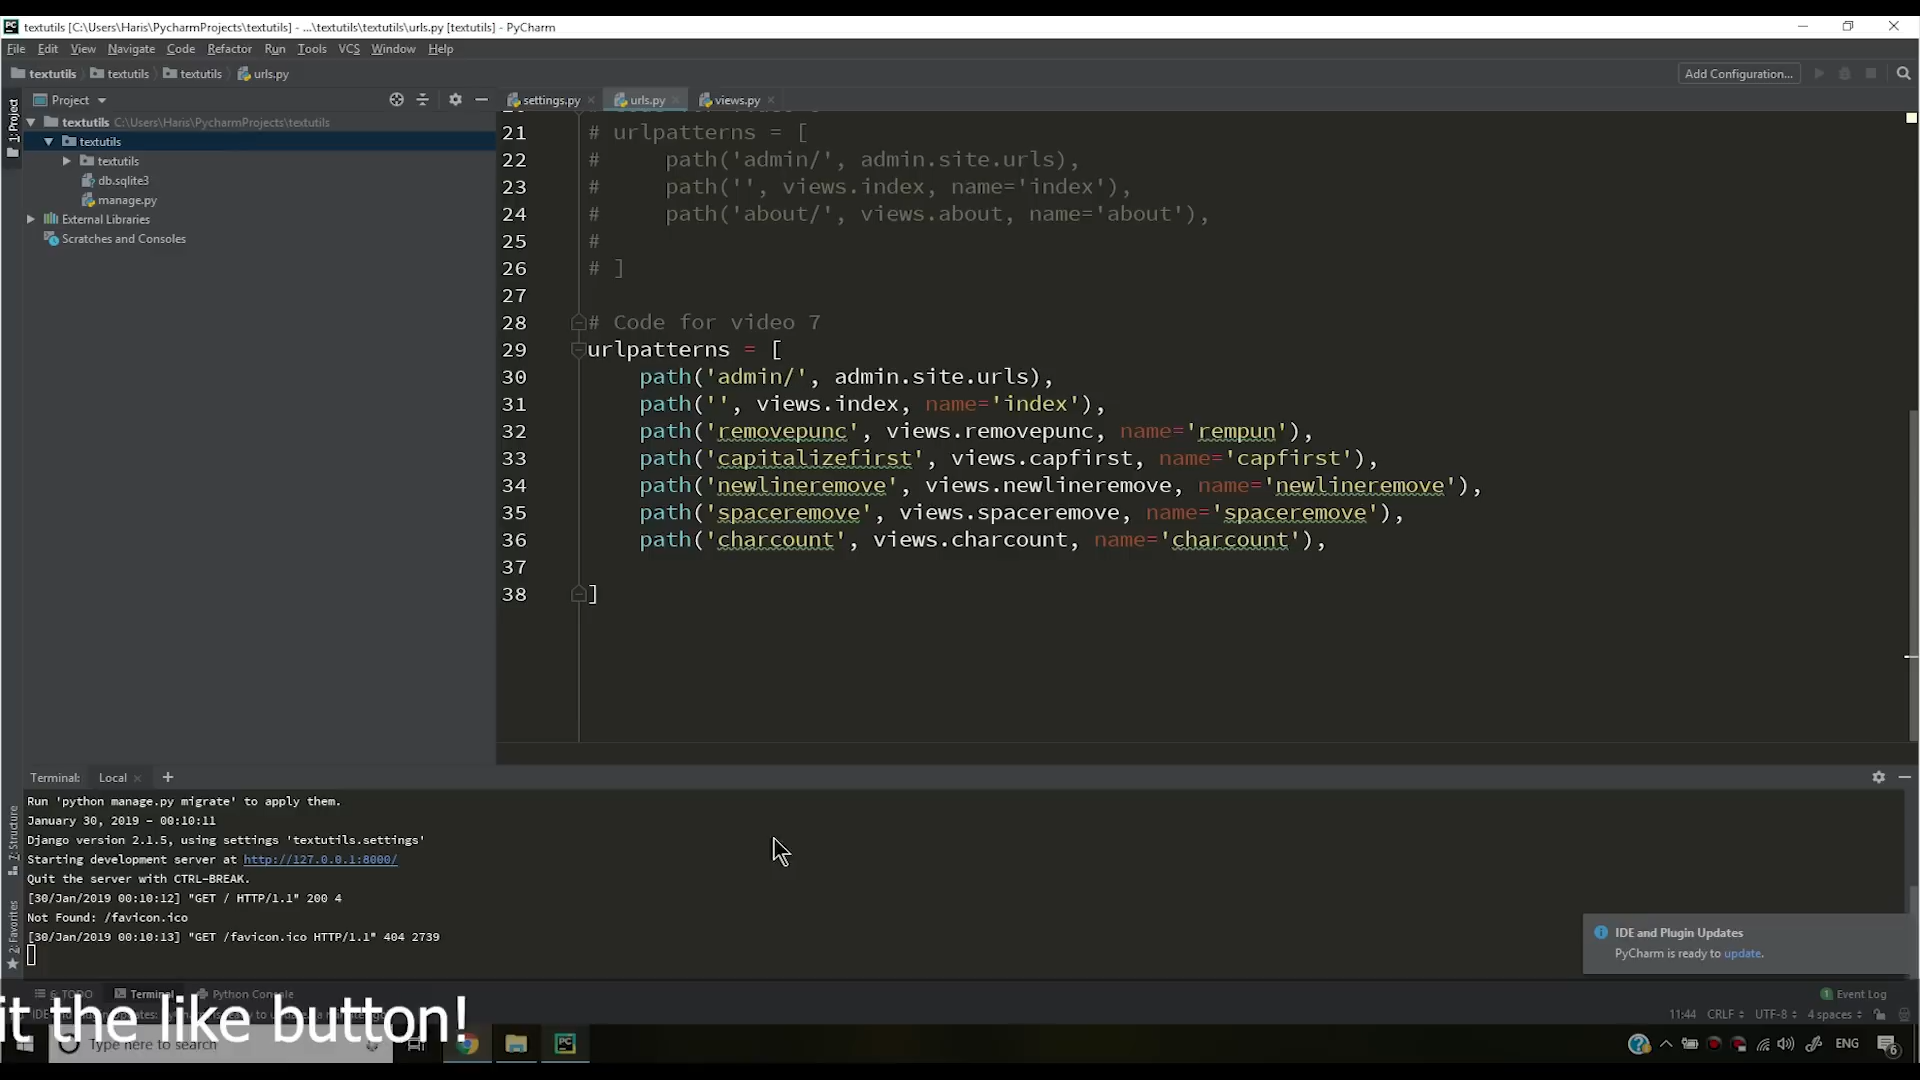 textutils [C:\Users\Haris\PycharmProjects\textutils] - ...\textutils\textutils\urls.py [textutils] - PyCharm
File Edit View Navigate Code Refactor Run Tools VCS Window Help
textutils textutils textutils urls.py Add Configuration...
1: Project Project settings.py urls.py views.py
textutils C:\Users\Haris\PycharmProjects\textutils
textutils
textutils
db.sqlite3
manage.py
External Libraries
Scratches and Consoles
21 # urlpatterns = [
22 #     path('admin/', admin.site.urls),
23 #     path('', views.index, name='index'),
24 #     path('about/', views.about, name='about'),
25 #
26 # ]
27
28 # Code for video 7
29 urlpatterns = [
30     path('admin/', admin.site.urls),
31     path('', views.index, name='index'),
32     path('removepunc', views.removepunc, name='rempun'),
33     path('capitalizefirst', views.capfirst, name='capfirst'),
34     path('newlineremove', views.newlineremove, name='newlineremove'),
35     path('spaceremove', views.spaceremove, name='spaceremove'),
36     path('charcount', views.charcount, name='charcount'),
37
38 ]
Terminal: Local +
7: Structure
2: Favorites
Run 'python manage.py migrate' to apply them.
January 30, 2019 - 00:10:11
Django version 2.1.5, using settings 'textutils.settings'
Starting development server at http://127.0.0.1:8000/
Quit the server with CTRL-BREAK.
[30/Jan/2019 00:10:12] "GET / HTTP/1.1" 200 4
Not Found: /favicon.ico
[30/Jan/2019 00:10:13] "GET /favicon.ico HTTP/1.1" 404 2739
IDE and Plugin Updates
PyCharm is ready to update.
6: TODO Terminal Python Console 1 Event Log
it the like button!
11:44 CRLF UTF-8 4 spaces
Type here to search
ENG 6